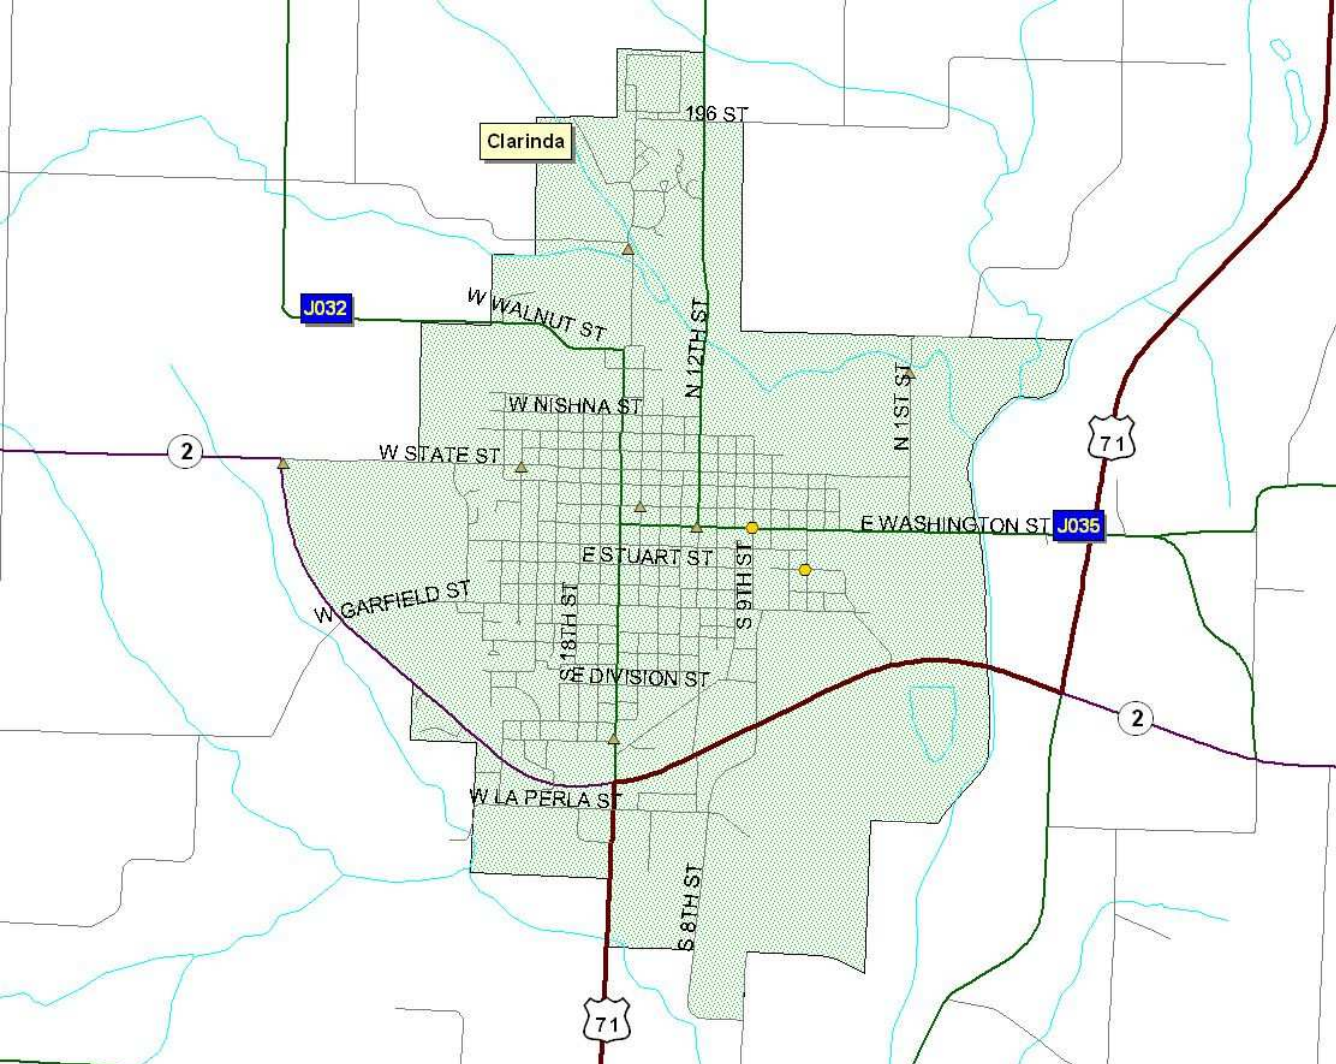 196 ST
Clarinda
J032
W WALNUT ST
N 12TH ST
N 1ST ST
W NISHNA ST
71
2
W STATE ST
E WASHINGTON ST
J035
E STUART ST
S 9TH ST
W GARFIELD ST
S 18TH ST
E DIVISION ST
2
W LA PERLA ST
S 8TH ST
71